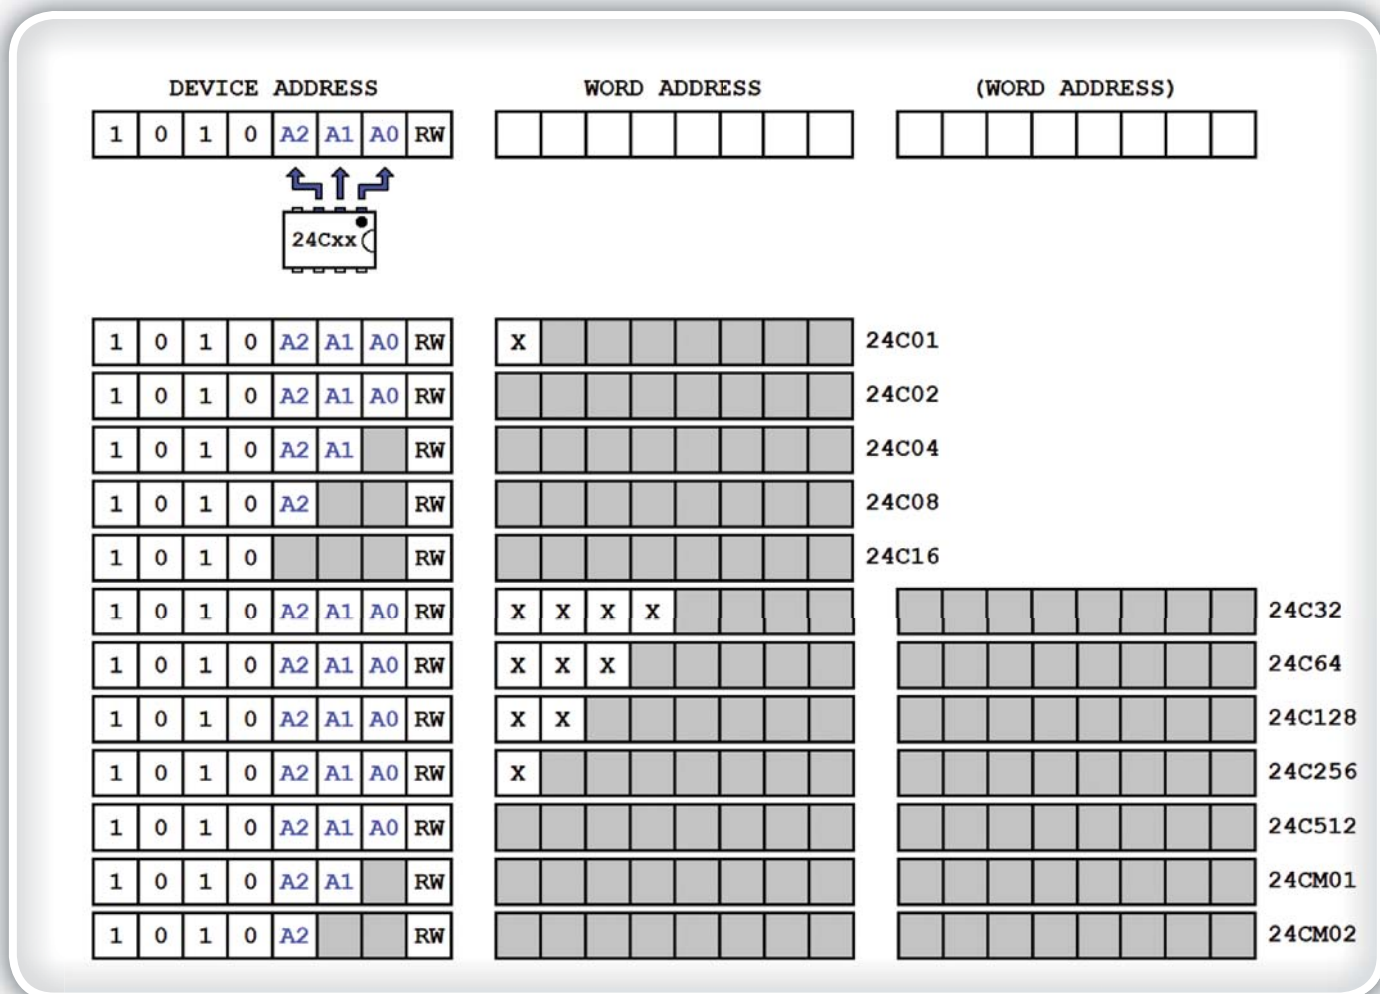 DEVICE ADDRESS WORD ADDRESS (WORD ADDRESS)
1 0 1 0 A2 A1 A0 RW
24Cxx
1 0 1 0 A2 A1 A0 RW X 24C01
1 0 1 0 A2 A1 A0 RW 24C02
1 0 1 0 A2 A1 RW 24C04
1 0 1 0 A2 RW 24C08
1 0 1 0 RW 24C16
1 0 1 0 A2 A1 A0 RW X X X X 24C32
1 0 1 0 A2 A1 A0 RW X X X 24C64
1 0 1 0 A2 A1 A0 RW X X 24C128
1 0 1 0 A2 A1 A0 RW X 24C256
1 0 1 0 A2 A1 A0 RW 24C512
1 0 1 0 A2 A1 RW 24CM01
1 0 1 0 A2 RW 24CM02